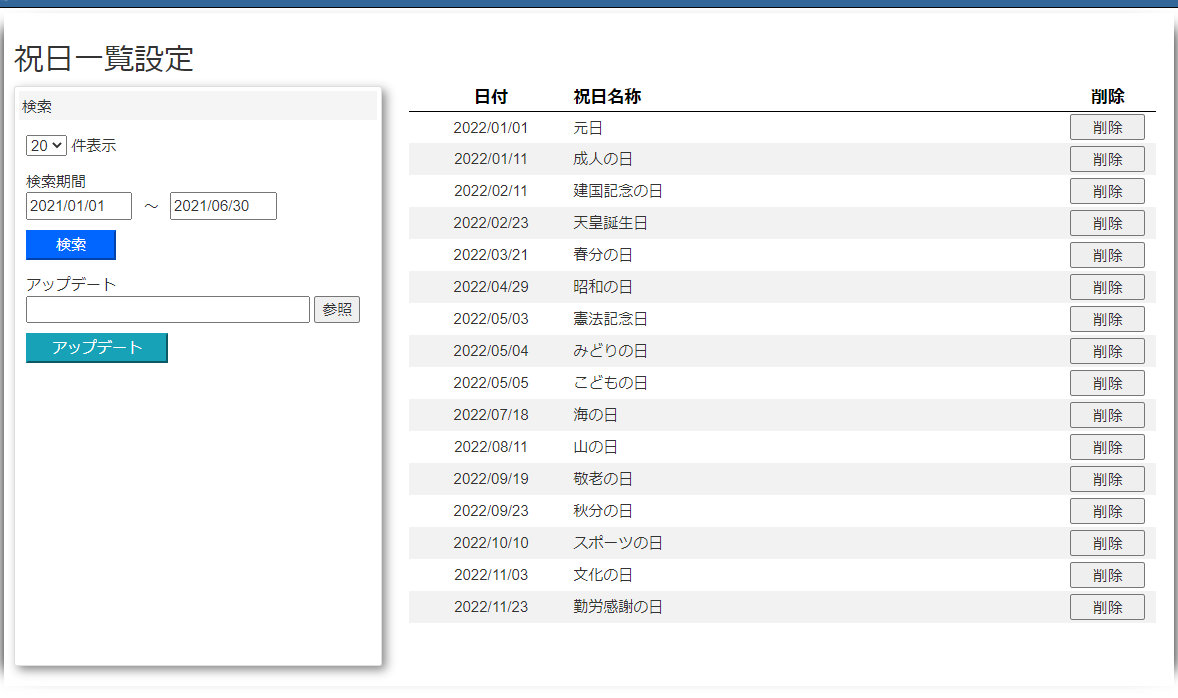 祝日一覧設定
検索
20 件表示
検索期間
2021/01/01 ～ 2021/06/30
検索
アップデート
参照
アップデート
日付 祝日名称 削除
2022/01/01 元日 削除
2022/01/11 成人の日 削除
2022/02/11 建国記念の日 削除
2022/02/23 天皇誕生日 削除
2022/03/21 春分の日 削除
2022/04/29 昭和の日 削除
2022/05/03 憲法記念日 削除
2022/05/04 みどりの日 削除
2022/05/05 こどもの日 削除
2022/07/18 海の日 削除
2022/08/11 山の日 削除
2022/09/19 敬老の日 削除
2022/09/23 秋分の日 削除
2022/10/10 スポーツの日 削除
2022/11/03 文化の日 削除
2022/11/23 勤労感謝の日 削除